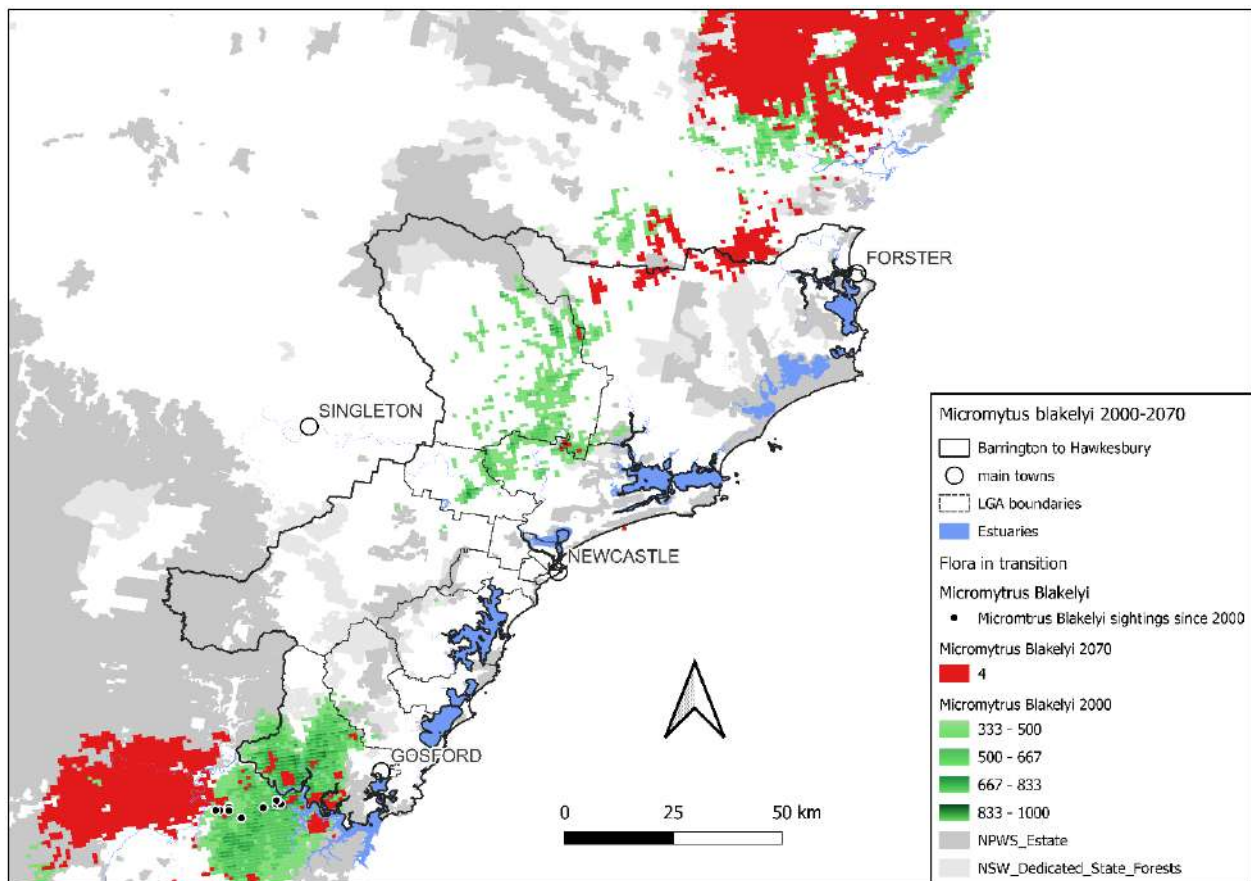 FORSTER
SINGLETON
NEWCASTLE
GOSFORD
0 25 50 km
Micromytus blakelyi 2000-2070
Barrington to Hawkesbury
main towns
LGA boundaries
Estuaries
Flora in transition
Micromytrus Blakelyi
Micromtrus Blakelyi sightings since 2000
Micromytrus Blakelyi 2070
4
Micromytrus Blakelyi 2000
333 - 500
500 - 667
667 - 833
833 - 1000
NPWS_Estate
NSW_Dedicated_State_Forests